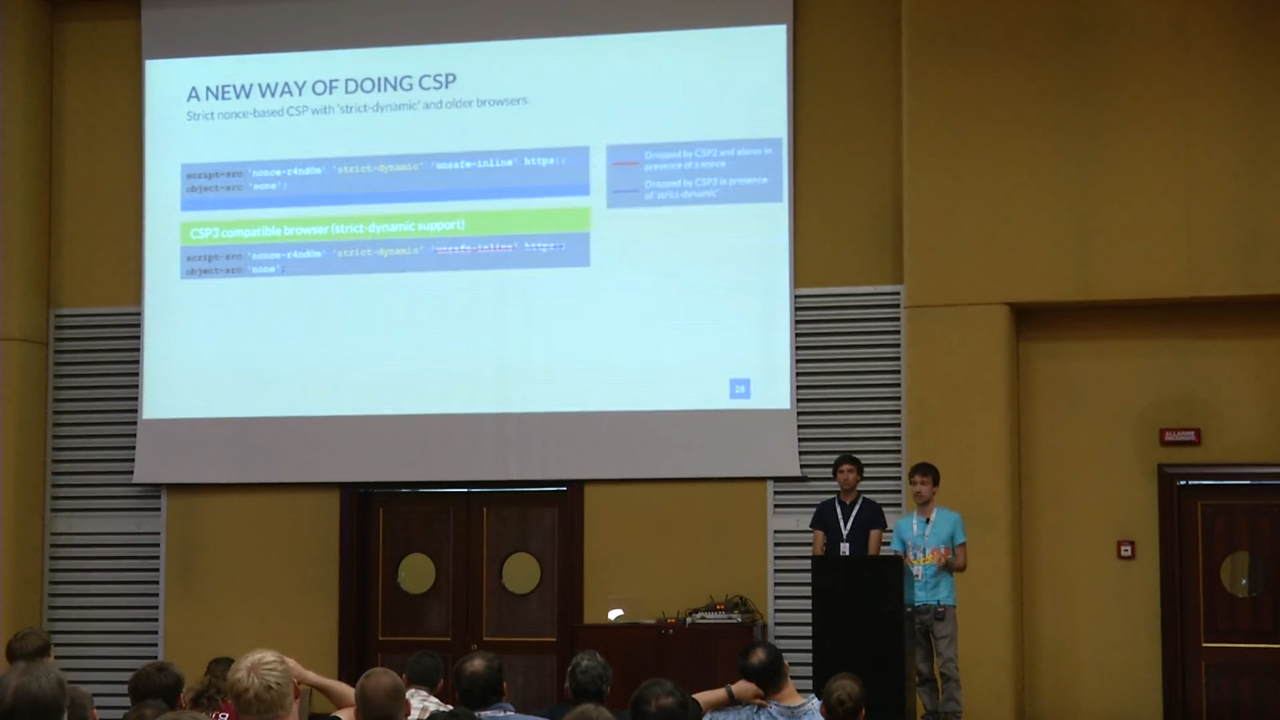 A NEW WAY OF DOING CSP
Strict nonce-based CSP with 'strict-dynamic' and older browsers
script-src 'nonce-r4nd0m' 'strict-dynamic' 'unsafe-inline' https:;
object-src 'none';
Dropped by CSP2 and above in
presence of a nonce
Dropped by CSP3 in presence
of 'strict-dynamic'
CSP3 compatible browser (strict-dynamic support)
script-src 'nonce-r4nd0m' 'strict-dynamic' 'unsafe-inline' https:;
object-src 'none';
28
ALLARME
INCENDIO